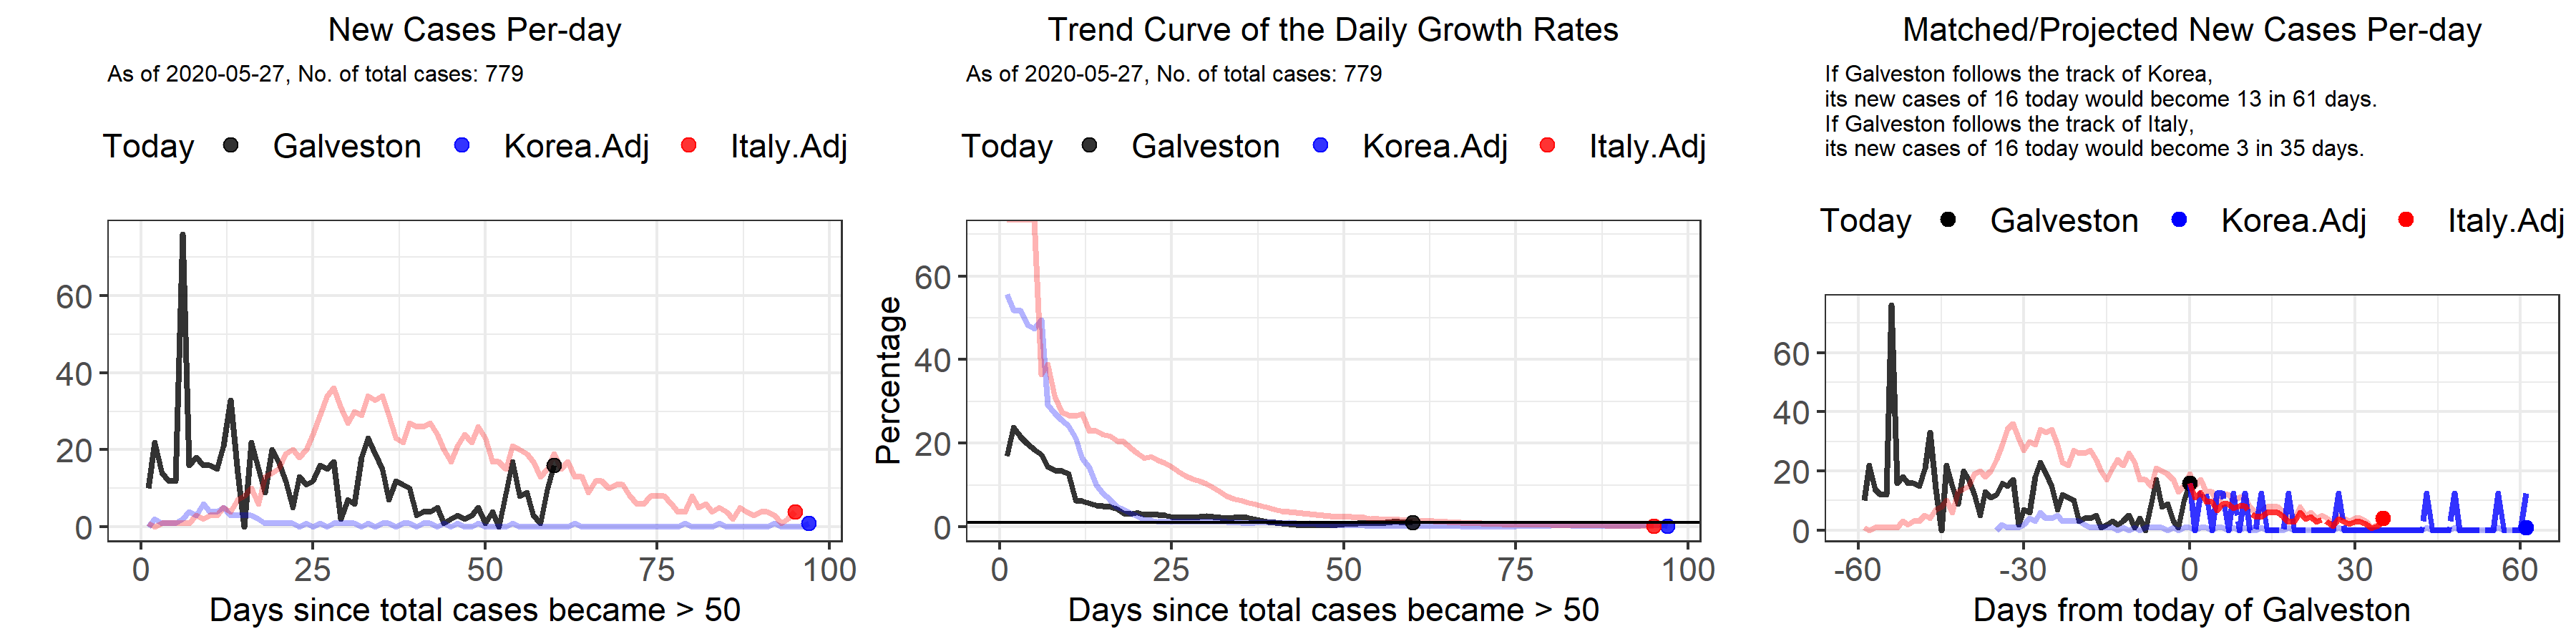 New Cases Per-day
As of 2020-05-27, No. of total cases: 779
Today Galveston Korea.Adj Italy.Adj
60
40
20
0
0 25 50 75 100
Days since total cases became > 50
Trend Curve of the Daily Growth Rates
As of 2020-05-27, No. of total cases: 779
Today Galveston Korea.Adj Italy.Adj
Percentage
60
40
20
0
0 25 50 75 100
Days since total cases became > 50
Matched/Projected New Cases Per-day
If Galveston follows the track of Korea,
its new cases of 16 today would become 13 in 61 days.
If Galveston follows the track of Italy,
its new cases of 16 today would become 3 in 35 days.
Today Galveston Korea.Adj Italy.Adj
60
40
20
0
-60 -30 0 30 60
Days from today of Galveston